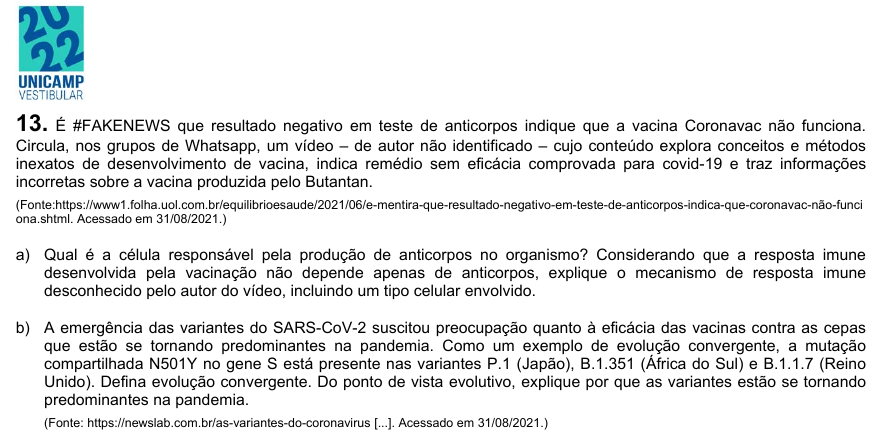 2022
UNICAMP
VESTIBULAR
13. É #FAKENEWS que resultado negativo em teste de anticorpos indique que a vacina Coronavac não funciona.
Circula, nos grupos de Whatsapp, um vídeo – de autor não identificado – cujo conteúdo explora conceitos e métodos
inexatos de desenvolvimento de vacina, indica remédio sem eficácia comprovada para covid-19 e traz informações
incorretas sobre a vacina produzida pelo Butantan.
(Fonte:https://www1.folha.uol.com.br/equilibrioesaude/2021/06/e-mentira-que-resultado-negativo-em-teste-de-anticorpos-indica-que-coronavac-não-funci
ona.shtml. Acessado em 31/08/2021.)
a) Qual é a célula responsável pela produção de anticorpos no organismo? Considerando que a resposta imune
desenvolvida pela vacinação não depende apenas de anticorpos, explique o mecanismo de resposta imune
desconhecido pelo autor do vídeo, incluindo um tipo celular envolvido.
b) A emergência das variantes do SARS-CoV-2 suscitou preocupação quanto à eficácia das vacinas contra as cepas
que estão se tornando predominantes na pandemia. Como um exemplo de evolução convergente, a mutação
compartilhada N501Y no gene S está presente nas variantes P.1 (Japão), B.1.351 (África do Sul) e B.1.1.7 (Reino
Unido). Defina evolução convergente. Do ponto de vista evolutivo, explique por que as variantes estão se tornando
predominantes na pandemia.
(Fonte: https://newslab.com.br/as-variantes-do-coronavirus [...]. Acessado em 31/08/2021.)